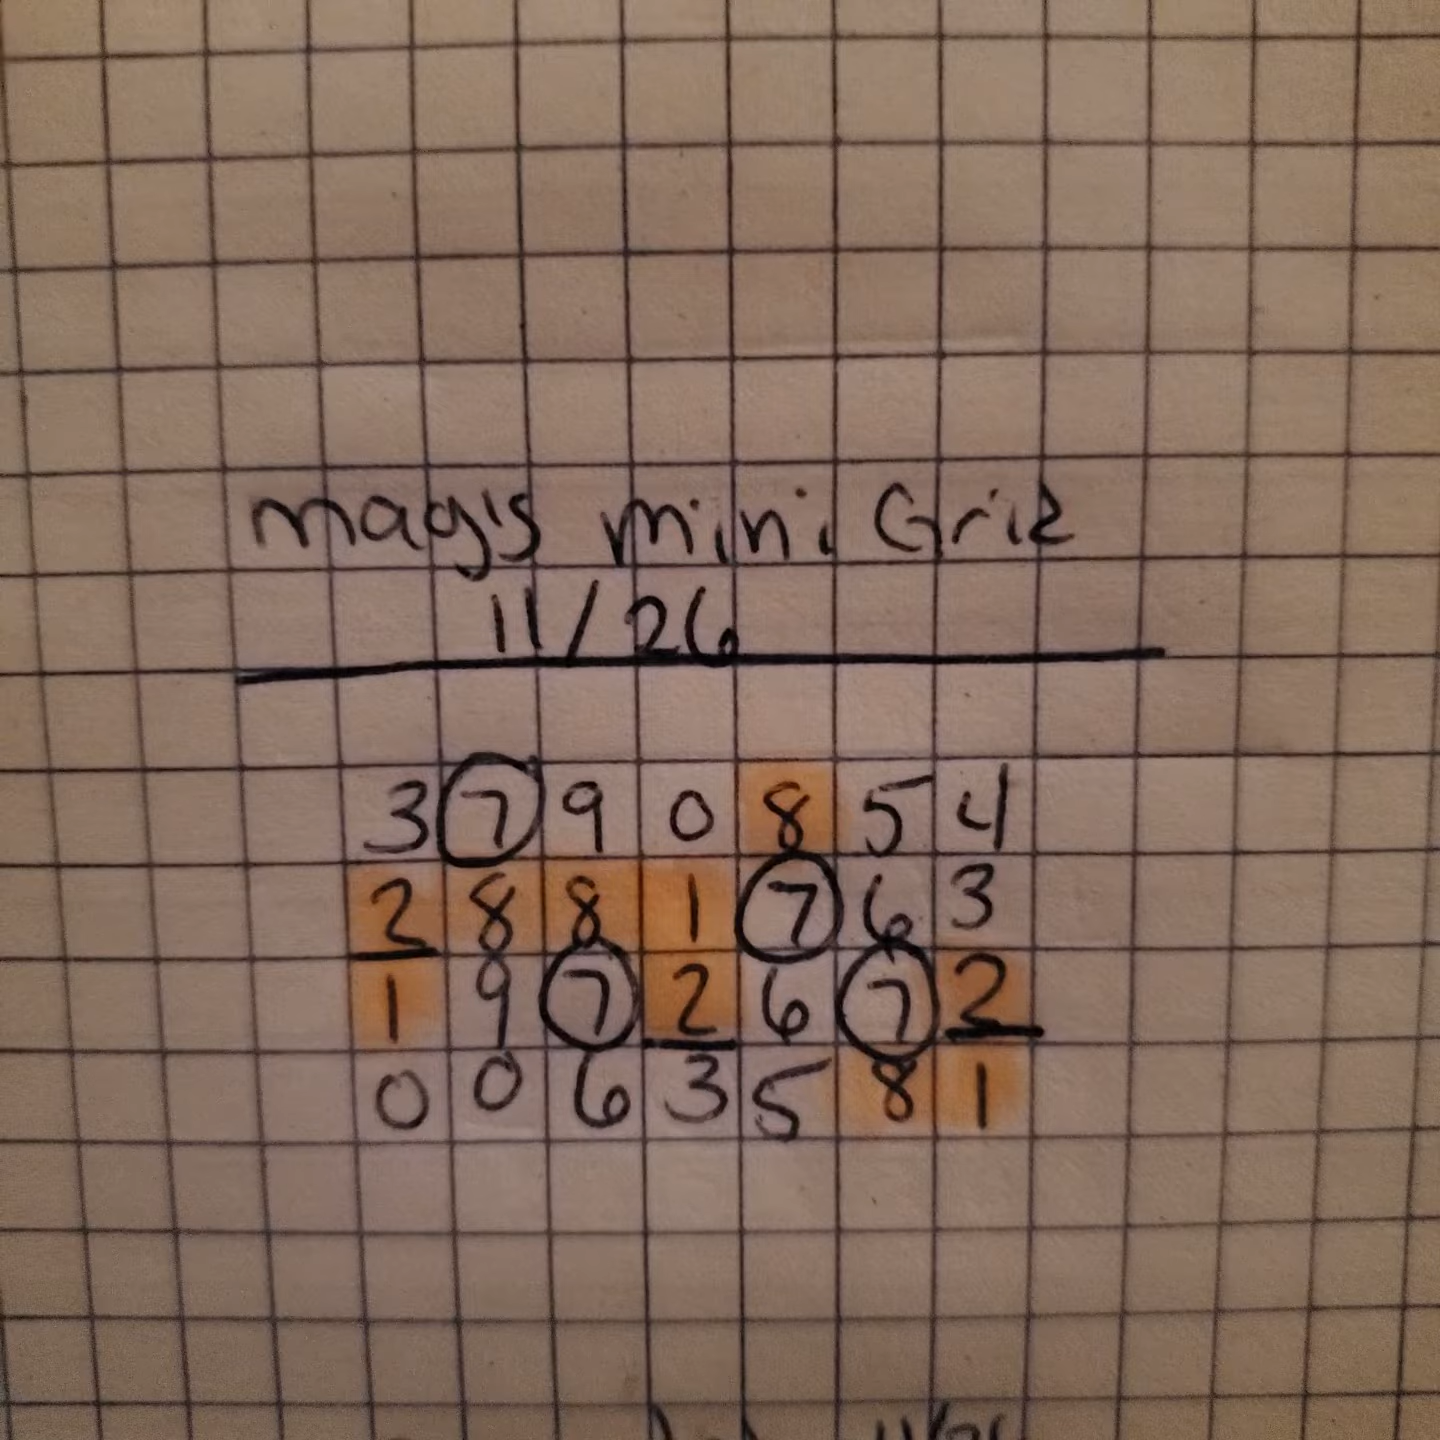 mag's mini Grid
11/26
3 7 9 0 8 5 4
2 8 8 1 7 6 3
1 9 7 2 6 7 2
0 0 6 3 5 8 1